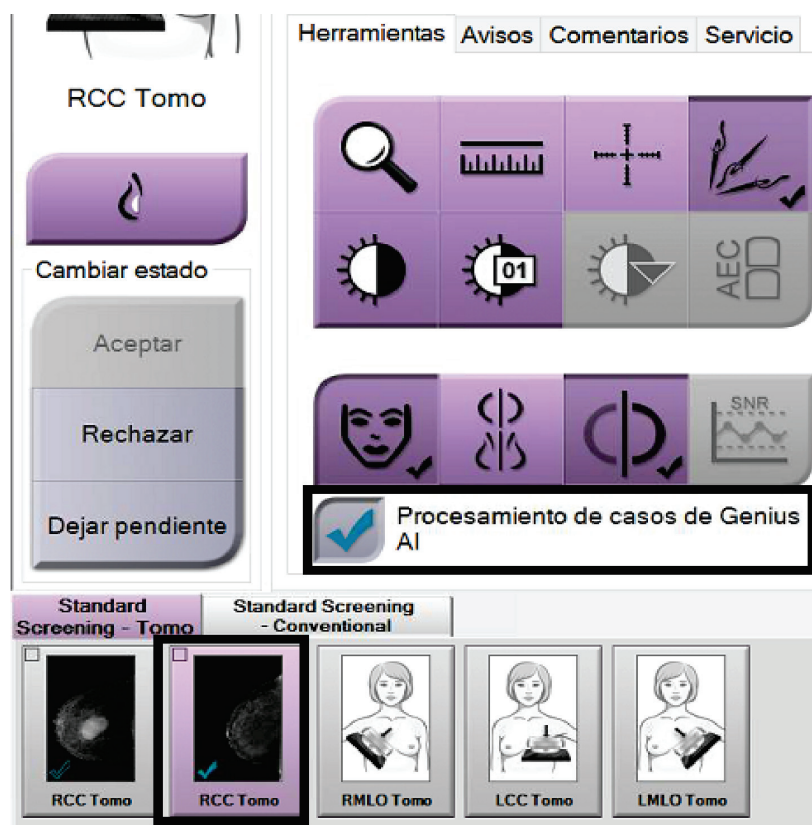 RCC Tomo
Cambiar estado
Aceptar
Rechazar
Dejar pendiente
Herramientas Avisos Comentarios Servicio
01
AEC
SNR
Procesamiento de casos de Genius
AI
Standard
Screening - Tomo
Standard Screening
- Conventional
RCC Tomo
RCC Tomo
RMLO Tomo
LCC Tomo
LMLO Tomo